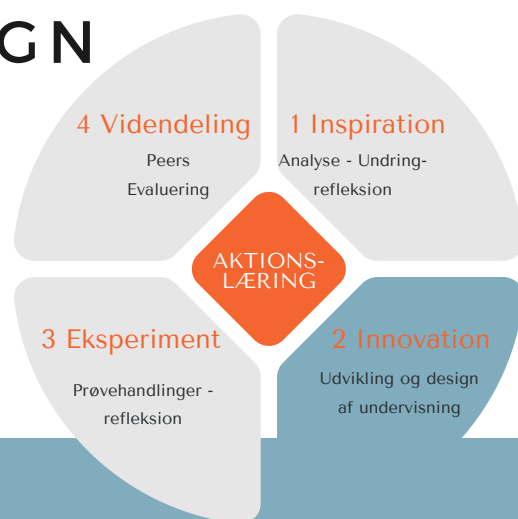 GN
4 Videndeling
Peers
Evaluering
1 Inspiration
Analyse - Undring-
refleksion
AKTIONS-
LÆRING
3 Eksperiment
Prøvehandlinger -
refleksion
2 Innovation
Udvikling og design
af undervisning